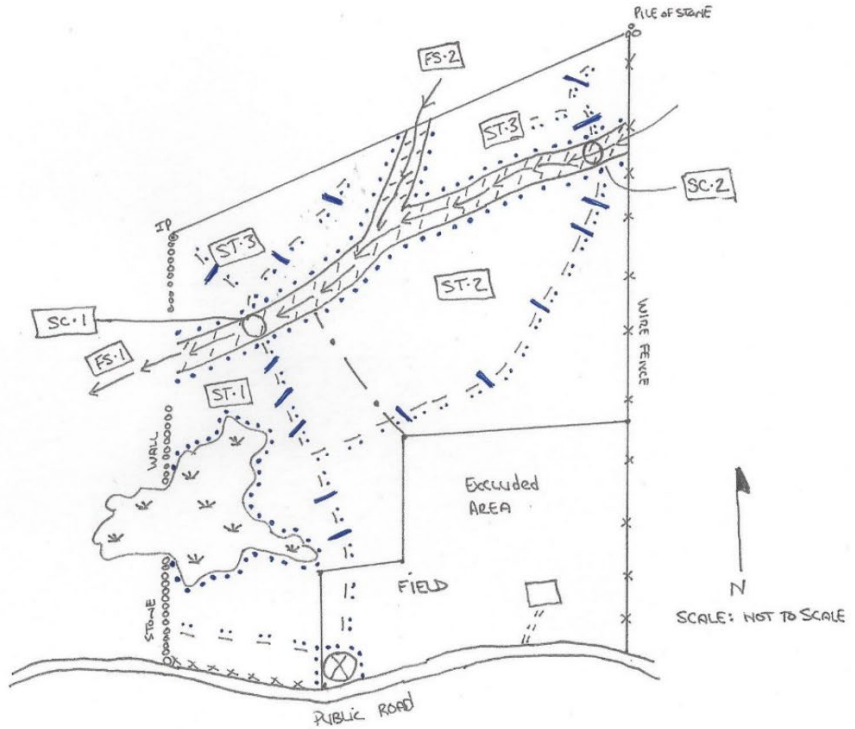 PILE OF STONE
FS·2
ST·3
SC·2
IP
ST·3
ST·2
SC·1
FS·1
WIRE FENCE
ST·1
WALL
Excluded
AREA
FIELD
STONE
N
SCALE: NOT TO SCALE
PUBLIC ROAD